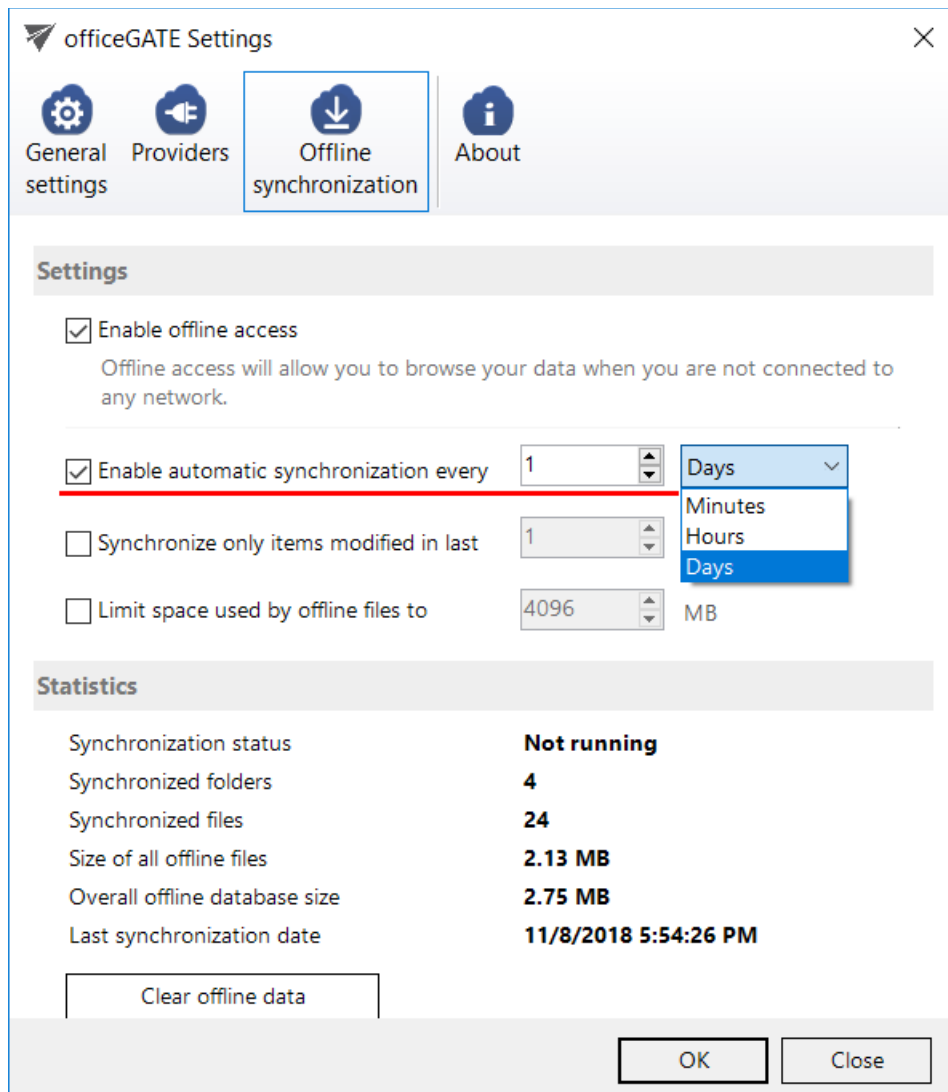 officeGATE Settings
General settings
Providers
Offline synchronization
About
Settings
Enable offline access
Offline access will allow you to browse your data when you are not connected to
any network.
Enable automatic synchronization every 1 Days
Minutes
Hours
Days
Synchronize only items modified in last 1
Limit space used by offline files to 4096 MB
Statistics
Synchronization status Not running
Synchronized folders 4
Synchronized files 24
Size of all offline files 2.13 MB
Overall offline database size 2.75 MB
Last synchronization date 11/8/2018 5:54:26 PM
Clear offline data
OK Close